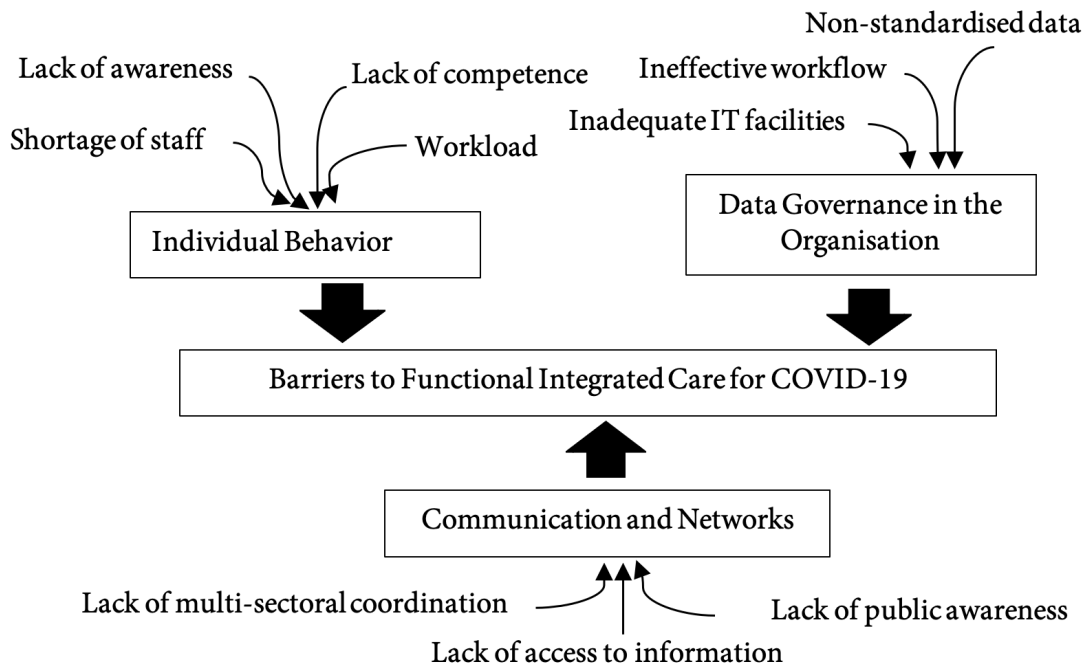 Non-standardised data
Lack of awareness
Lack of competence
Ineffective workflow
Inadequate IT facilities
Shortage of staff
Workload
Individual Behavior
Data Governance in the
Organisation
Barriers to Functional Integrated Care for COVID-19
Communication and Networks
Lack of multi-sectoral coordination
Lack of public awareness
Lack of access to information